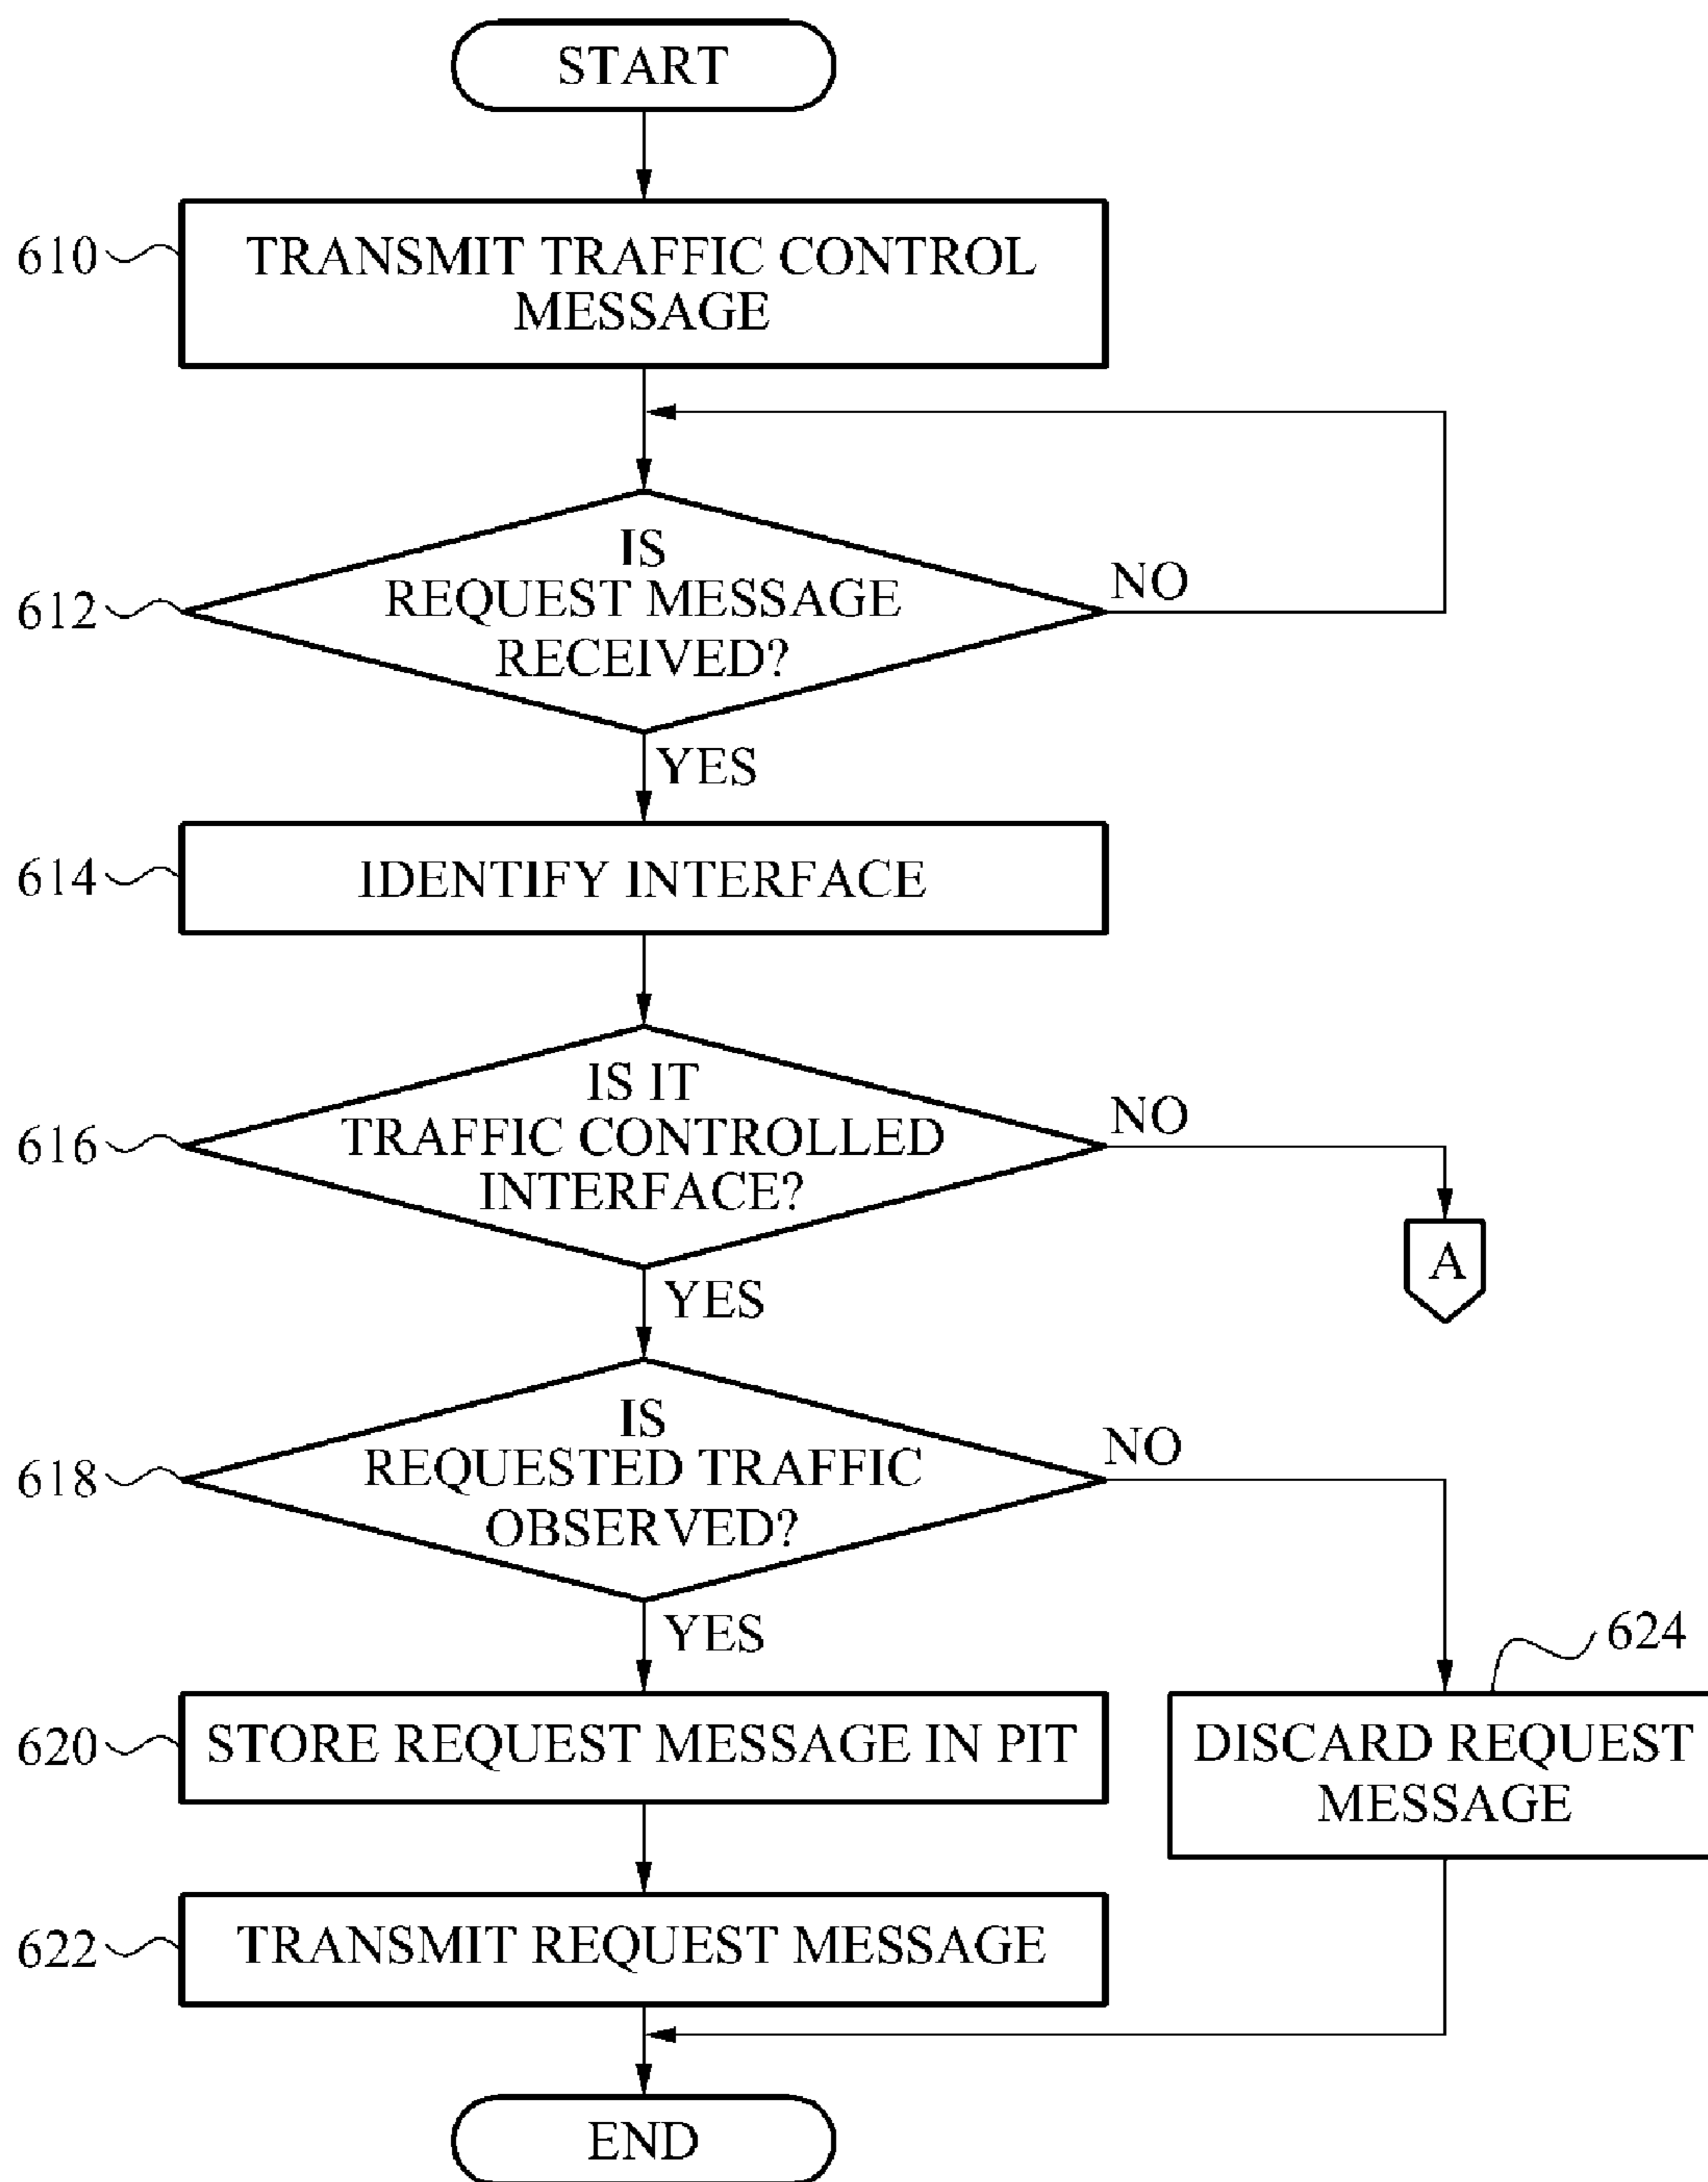 START
610
TRANSMIT TRAFFIC CONTROL
MESSAGE
IS
REQUEST MESSAGE
RECEIVED?
612
NO
YES
614
IDENTIFY INTERFACE
IS IT
TRAFFIC CONTROLLED
INTERFACE?
616
NO
A
YES
IS
REQUESTED TRAFFIC
OBSERVED?
618
NO
YES
624
620
STORE REQUEST MESSAGE IN PIT
DISCARD REQUEST
MESSAGE
622
TRANSMIT REQUEST MESSAGE
END